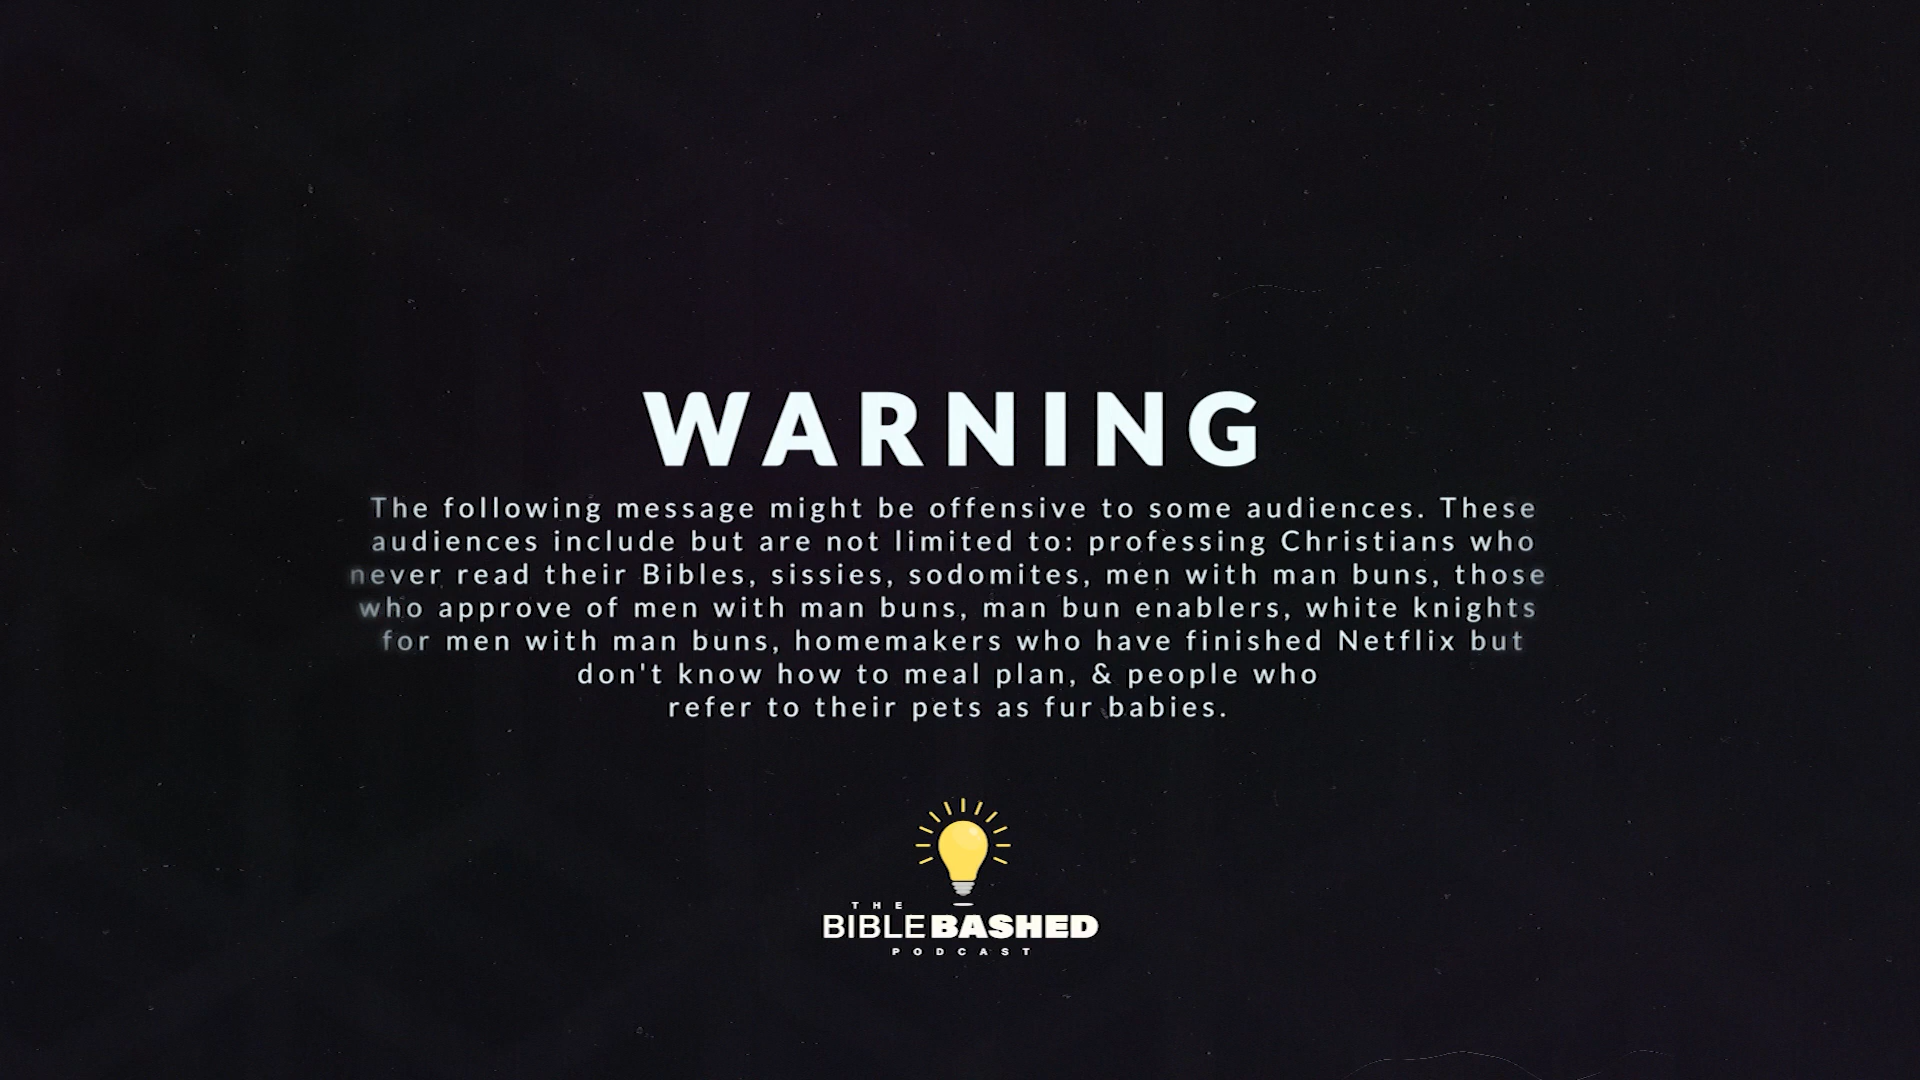 WARNING
The following message might be offensive to some audiences. These
audiences include but are not limited to: professing Christians who
never read their Bibles, sissies, sodomites, men with man buns, those
who approve of men with man buns, man bun enablers, white knights
for men with man buns, homemakers who have finished Netflix but
don't know how to meal plan, & people who
refer to their pets as fur babies.
THE
BIBLEBASHED
PODCAST